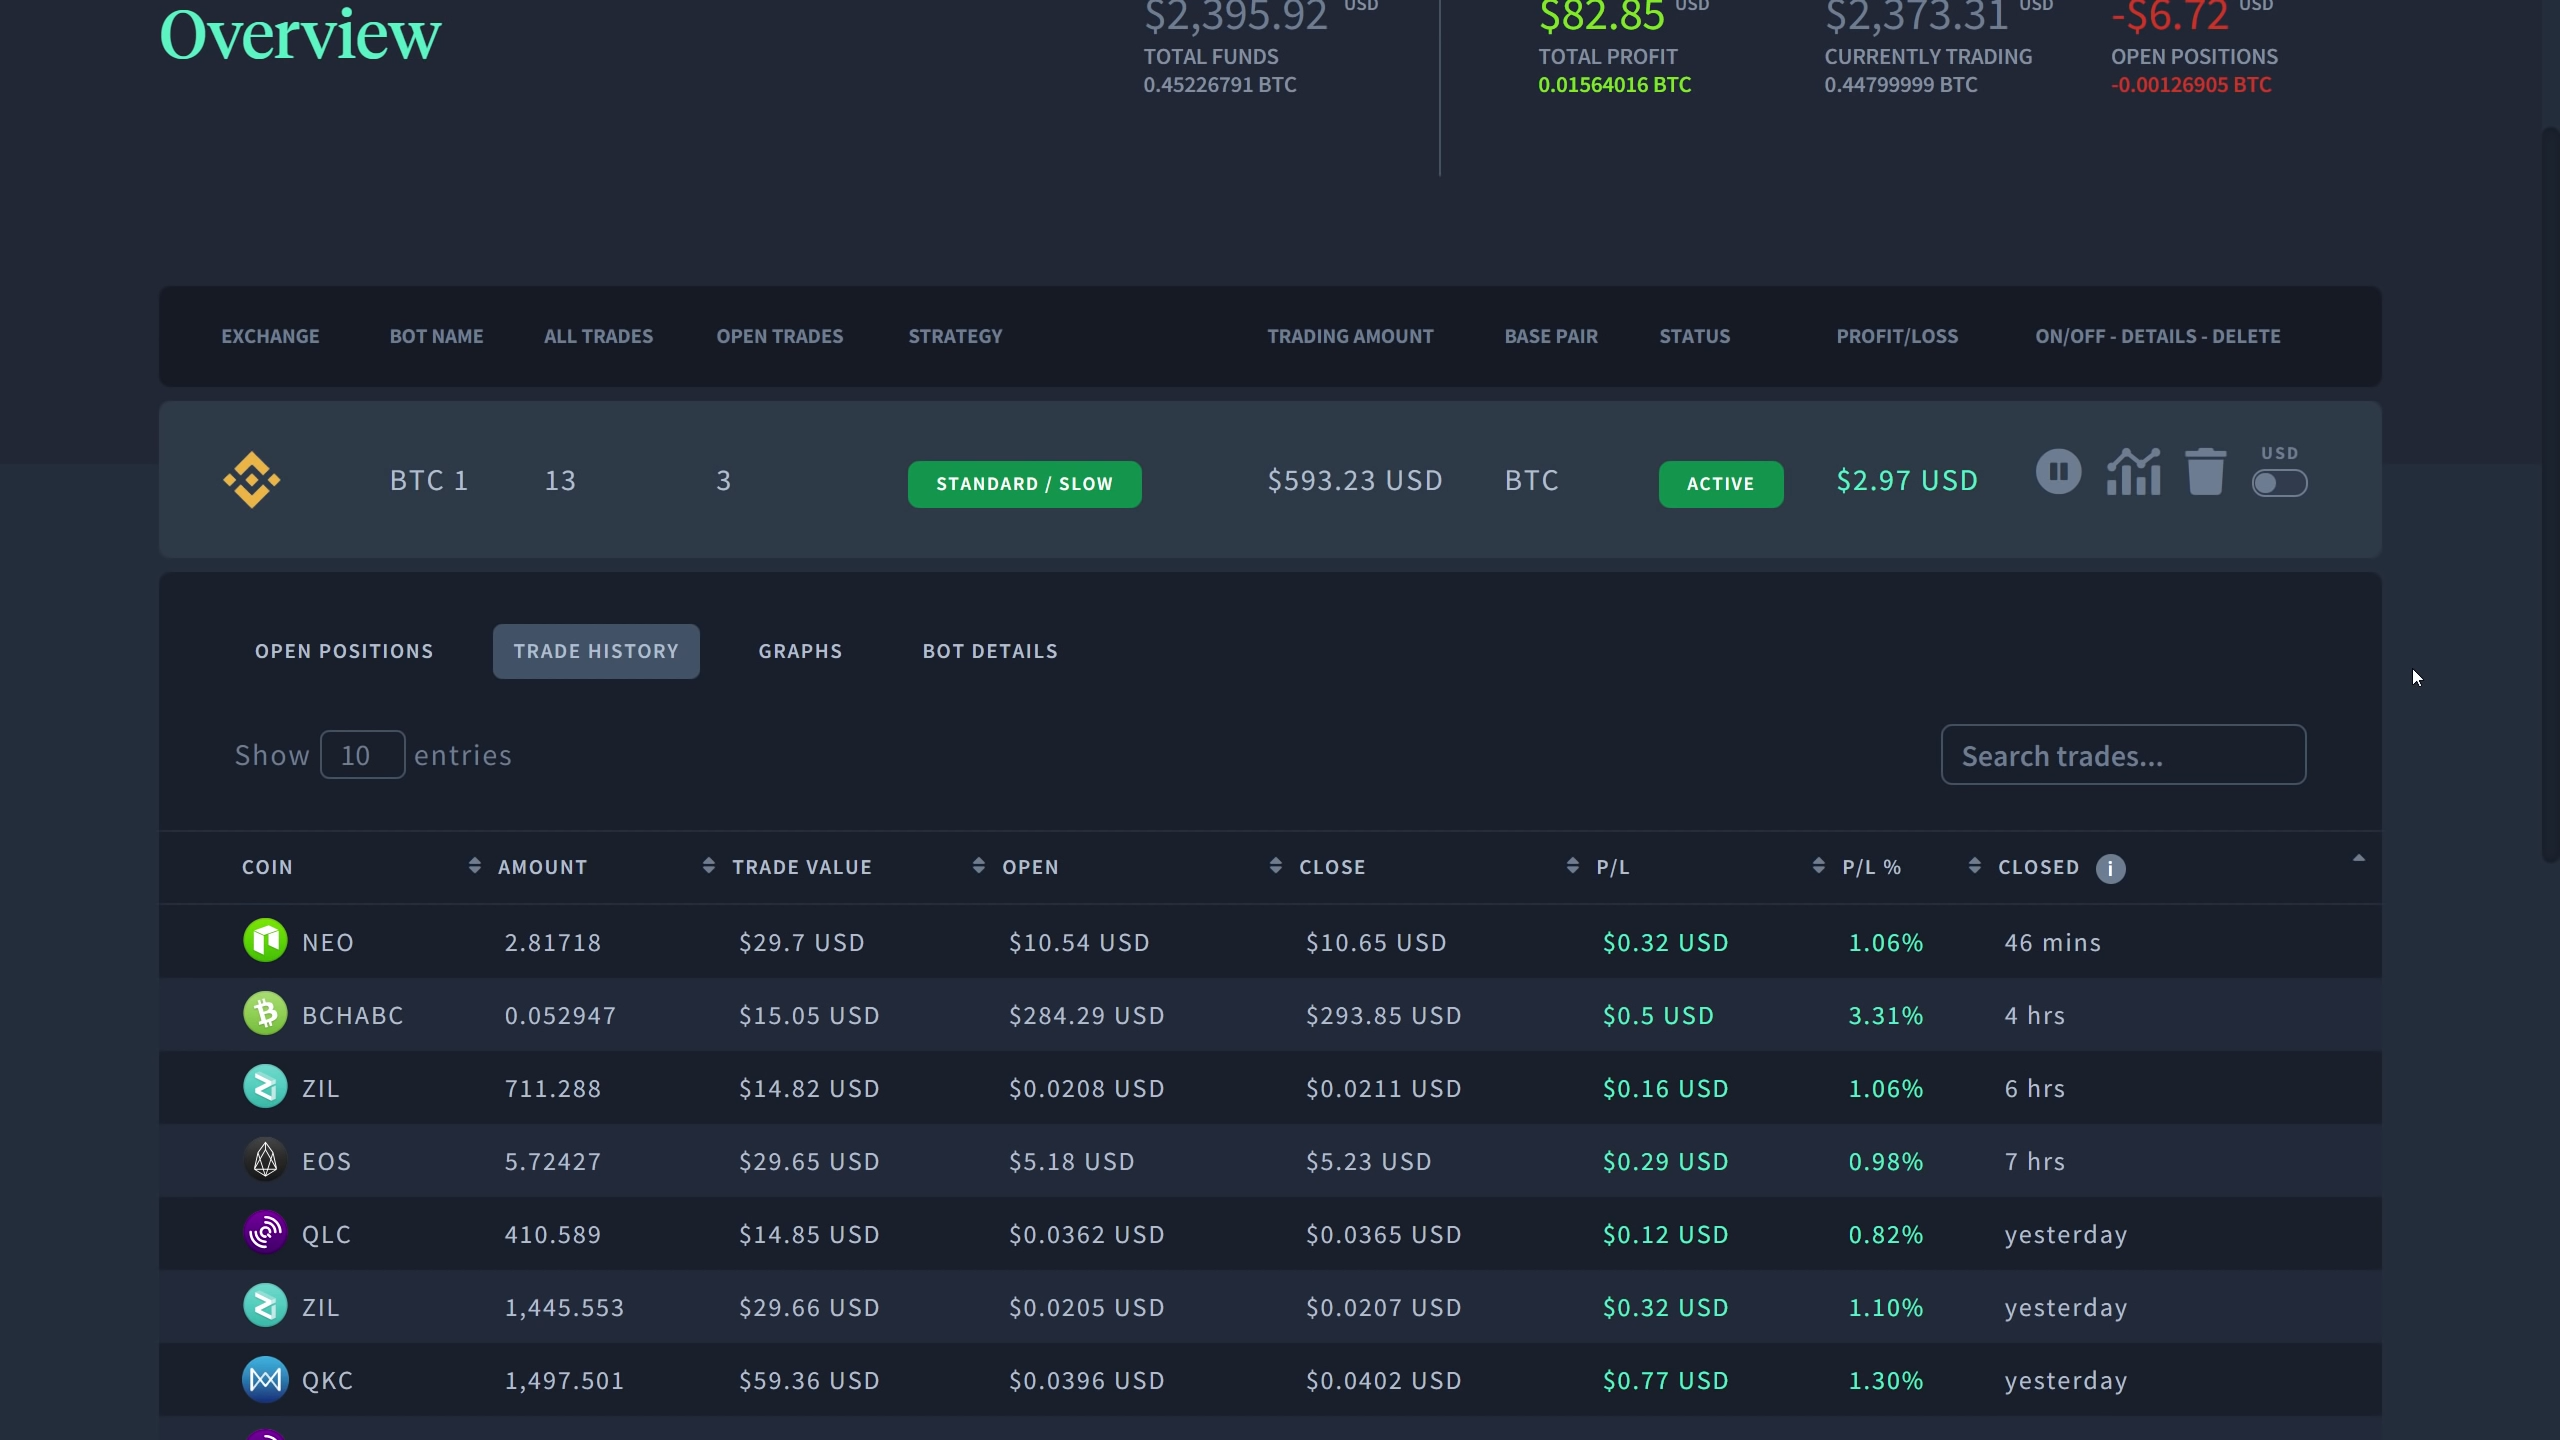 Overview
$2,395.92 USD
TOTAL FUNDS
0.45226791 BTC
$82.85 USD
TOTAL PROFIT
0.01564016 BTC
$2,373.31 USD
CURRENTLY TRADING
0.44799999 BTC
-$6.72 USD
OPEN POSITIONS
-0.00126905 BTC
EXCHANGE BOT NAME ALL TRADES OPEN TRADES STRATEGY TRADING AMOUNT BASE PAIR STATUS PROFIT/LOSS ON/OFF - DETAILS - DELETE
BTC 1 13 3 STANDARD / SLOW $593.23 USD BTC ACTIVE $2.97 USD USD
OPEN POSITIONS TRADE HISTORY GRAPHS BOT DETAILS
Show 10 entries Search trades...
COIN AMOUNT TRADE VALUE OPEN CLOSE P/L P/L % CLOSED i
NEO 2.81718 $29.7 USD $10.54 USD $10.65 USD $0.32 USD 1.06% 46 mins
BCHABC 0.052947 $15.05 USD $284.29 USD $293.85 USD $0.5 USD 3.31% 4 hrs
ZIL 711.288 $14.82 USD $0.0208 USD $0.0211 USD $0.16 USD 1.06% 6 hrs
EOS 5.72427 $29.65 USD $5.18 USD $5.23 USD $0.29 USD 0.98% 7 hrs
QLC 410.589 $14.85 USD $0.0362 USD $0.0365 USD $0.12 USD 0.82% yesterday
ZIL 1,445.553 $29.66 USD $0.0205 USD $0.0207 USD $0.32 USD 1.10% yesterday
QKC 1,497.501 $59.36 USD $0.0396 USD $0.0402 USD $0.77 USD 1.30% yesterday